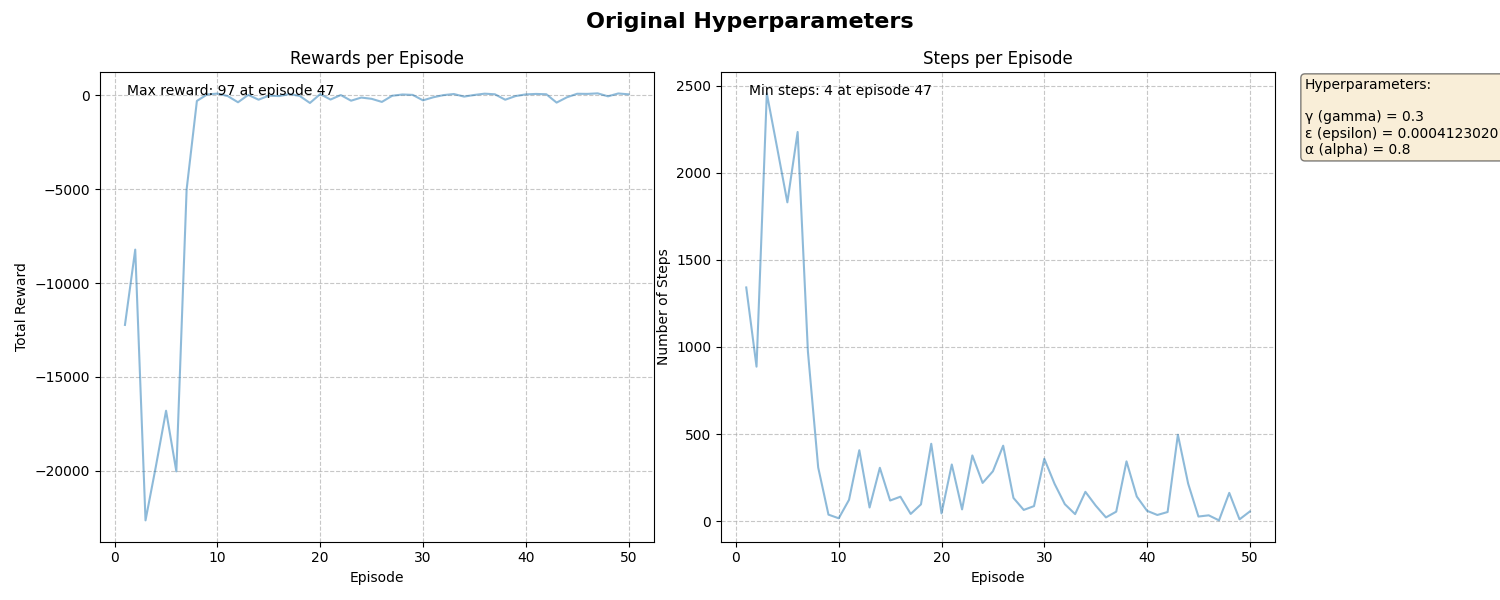 Original Hyperparameters
Rewards per Episode
Max reward: 97 at episode 47
0
−5000
−10000
−15000
−20000
Total Reward
0
10
20
30
40
50
Episode
Steps per Episode
Min steps: 4 at episode 47
2500
2000
1500
1000
500
0
Number of Steps
0
10
20
30
40
50
Episode
Hyperparameters:
γ (gamma) = 0.3
ε (epsilon) = 0.0004123020
α (alpha) = 0.8